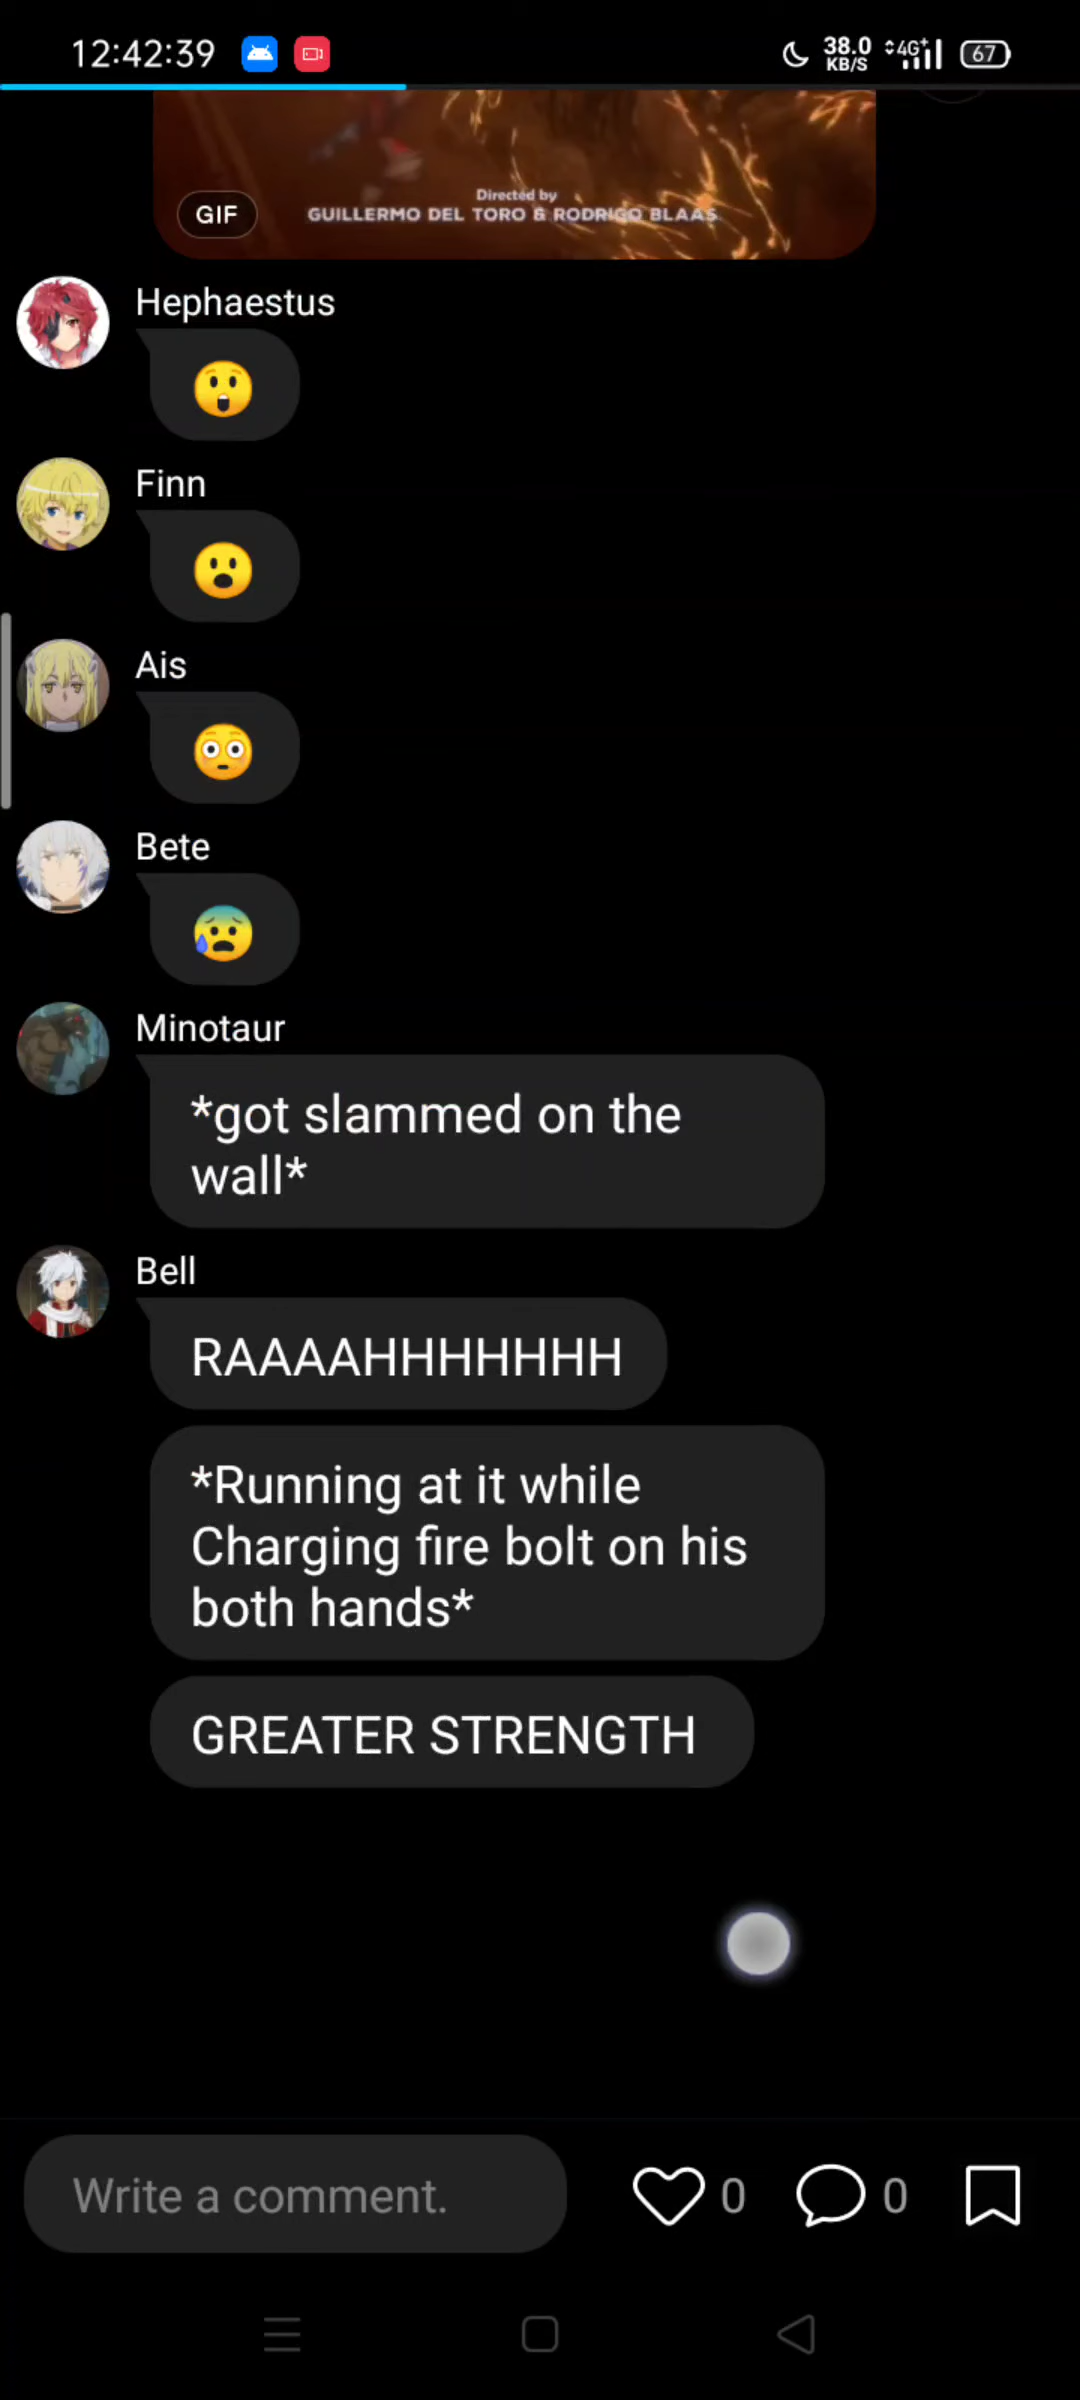 12:42:39
38.0
KB/S
4G+
67
Directed by
GUILLERMO DEL TORO & RODRIGO BLAAS
GIF
Hephaestus
😲
Finn
😮
Ais
😳
Bete
😰
Minotaur
*got slammed on the
wall*
Bell
RAAAAHHHHHHH
*Running at it while
Charging fire bolt on his
both hands*
GREATER STRENGTH
Write a comment.
0
0